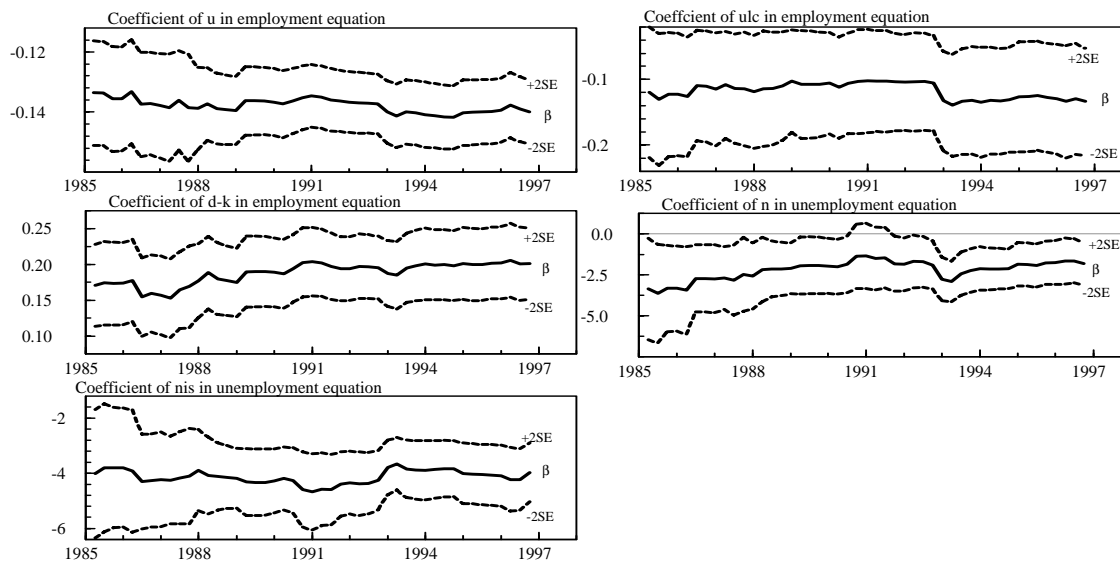 Coefficient of u in employment equation
-0.12
-0.14
+2SE
β
-2SE
1985 1988 1991 1994 1997
Coeffcient of ulc in employment equation
-0.1
-0.2
+2SE
β
-2SE
1985 1988 1991 1994 1997
Coefficient of d-k in employment equation
0.25
0.20
0.15
0.10
+2SE
β
-2SE
1985 1988 1991 1994 1997
Coefficient of n in unemployment equation
0.0
-2.5
-5.0
+2SE
β
-2SE
1985 1988 1991 1994 1997
Coefficient of nis in unemployment equation
-2
-4
-6
+2SE
β
-2SE
1985 1988 1991 1994 1997